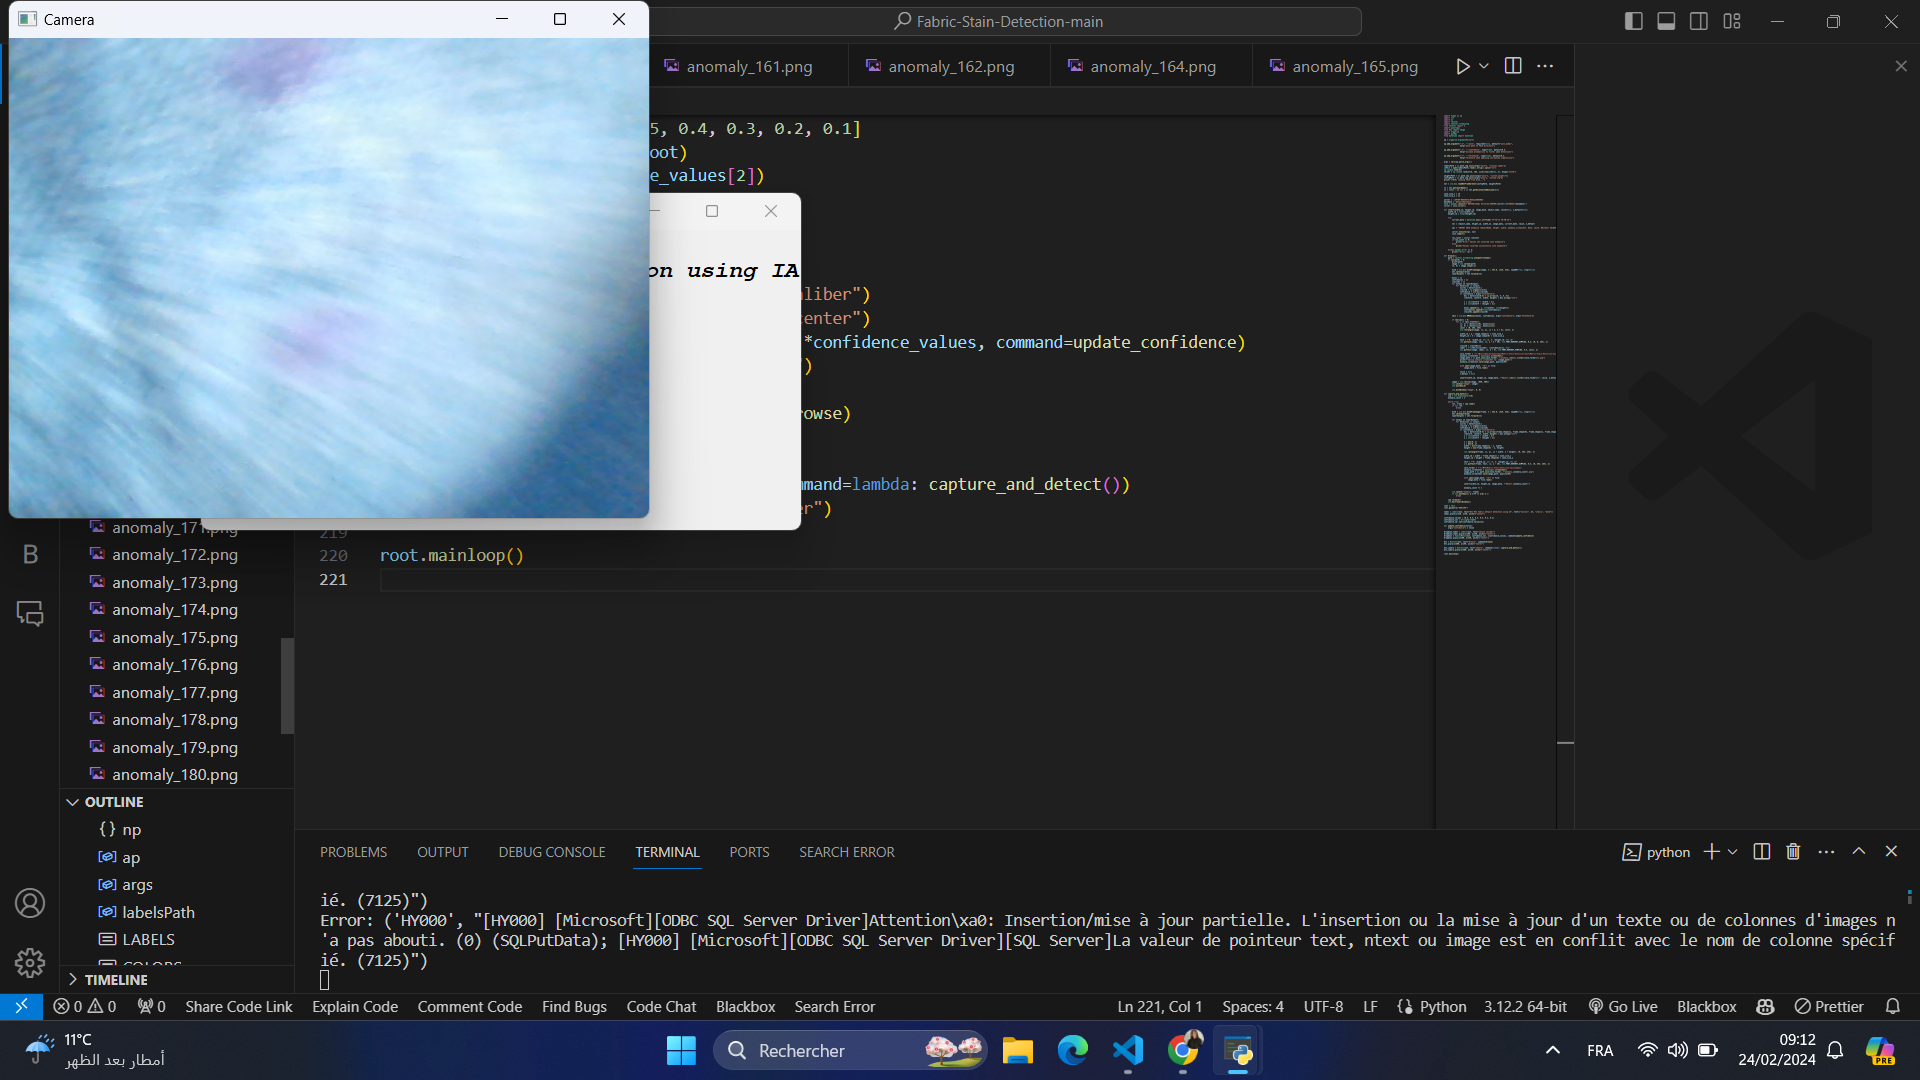 Camera
Fabric-Stain-Detection-main
anomaly_161.png
anomaly_162.png
anomaly_164.png
anomaly_165.png
5, 0.4, 0.3, 0.2, 0.1]
oot)
e_values[2])
on using IA
aliber")
center")
*confidence_values, command=update_confidence)
")
rowse)
mmand=lambda: capture_and_detect())
er")
219
220 root.mainloop()
221
anomaly_171.png
anomaly_172.png
anomaly_173.png
anomaly_174.png
anomaly_175.png
anomaly_176.png
anomaly_177.png
anomaly_178.png
anomaly_179.png
anomaly_180.png
OUTLINE
np
ap
args
labelsPath
LABELS
COLORS
TIMELINE
PROBLEMS OUTPUT DEBUG CONSOLE TERMINAL PORTS SEARCH ERROR
python
ié. (7125)")
Error: ('HY000', "[HY000] [Microsoft][ODBC SQL Server Driver]Attention\xa0: Insertion/mise à jour partielle. L'insertion ou la mise à jour d'un texte ou de colonnes d'images n
'a pas abouti. (0) (SQLPutData); [HY000] [Microsoft][ODBC SQL Server Driver][SQL Server]La valeur de pointeur text, ntext ou image est en conflit avec le nom de colonne spécif
ié. (7125)")
0 0 0 Share Code Link Explain Code Comment Code Find Bugs Code Chat Blackbox Search Error
Ln 221, Col 1 Spaces: 4 UTF-8 LF Python 3.12.2 64-bit Go Live Blackbox Prettier
11°C
أمطار بعد الظهر
Rechercher
FRA
09:12
24/02/2024
PRE